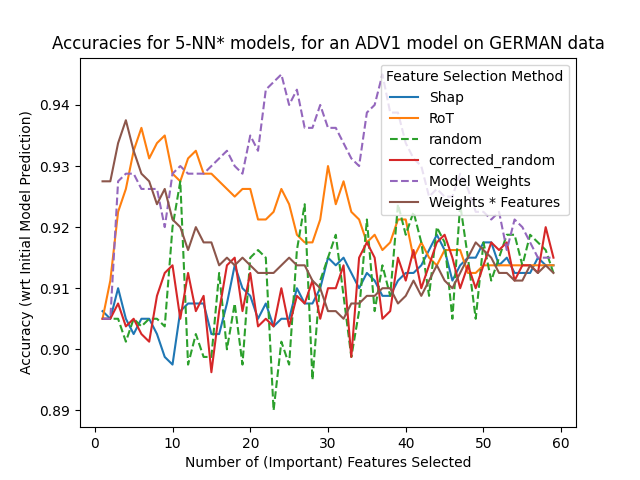 Accuracies for 5-NN* models, for an ADV1 model on GERMAN data
Feature Selection Method
Shap
RoT
random
corrected_random
Model Weights
Weights * Features
Accuracy (wrt Initial Model Prediction)
0.94
0.93
0.92
0.91
0.90
0.89
0
10
20
30
40
50
60
Number of (Important) Features Selected